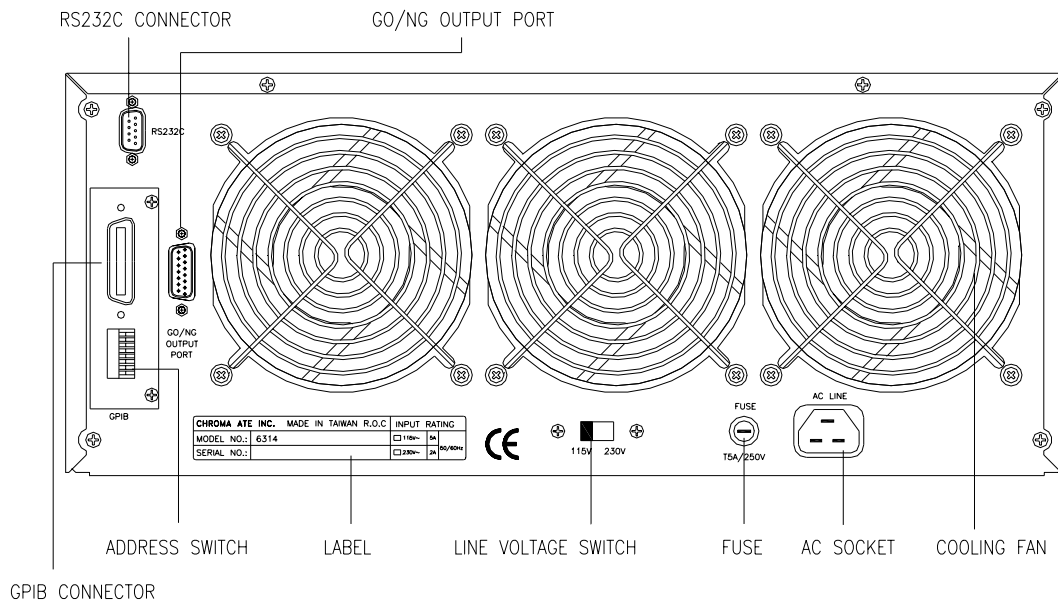 RS232C CONNECTOR
GO/NG OUTPUT PORT
RS232C
GO/NG
OUTPUT
PORT
GPIB
CHROMA ATE INC. MADE IN TAIWAN R.O.C INPUT RATING
MODEL NO.: 6314 115V~ 5A
SERIAL NO.: 230V~ 2A 50/60Hz
CE
115V 230V
FUSE
T5A/250V
AC LINE
ADDRESS SWITCH
LABEL
LINE VOLTAGE SWITCH
FUSE
AC SOCKET
COOLING FAN
GPIB CONNECTOR